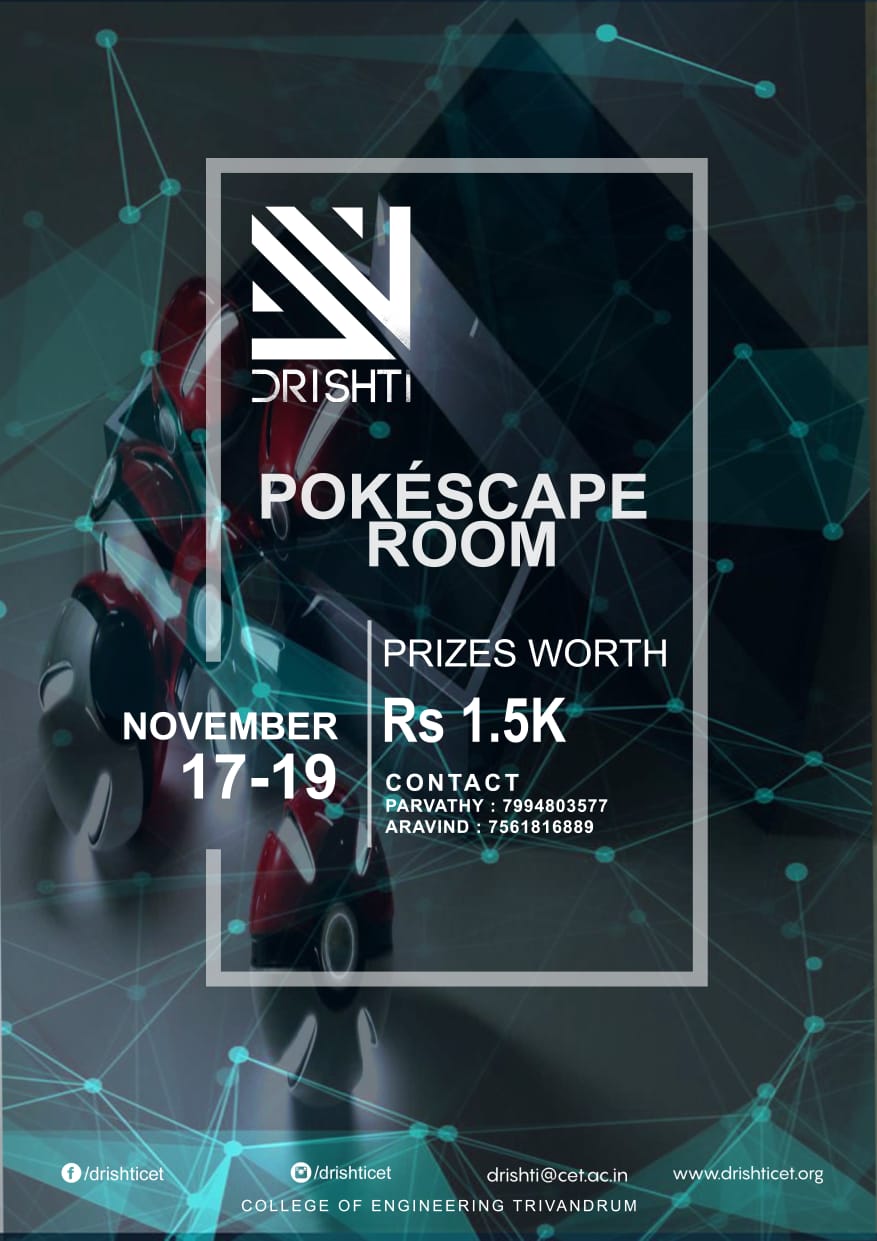 DRISHTI
POKÉSCAPE
ROOM
NOVEMBER
17-19
PRIZES WORTH
Rs 1.5K
CONTACT
PARVATHY : 7994803577
ARAVIND : 7561816889
/drishticet
/drishticet
drishti@cet.ac.in
www.drishticet.org
COLLEGE OF ENGINEERING TRIVANDRUM